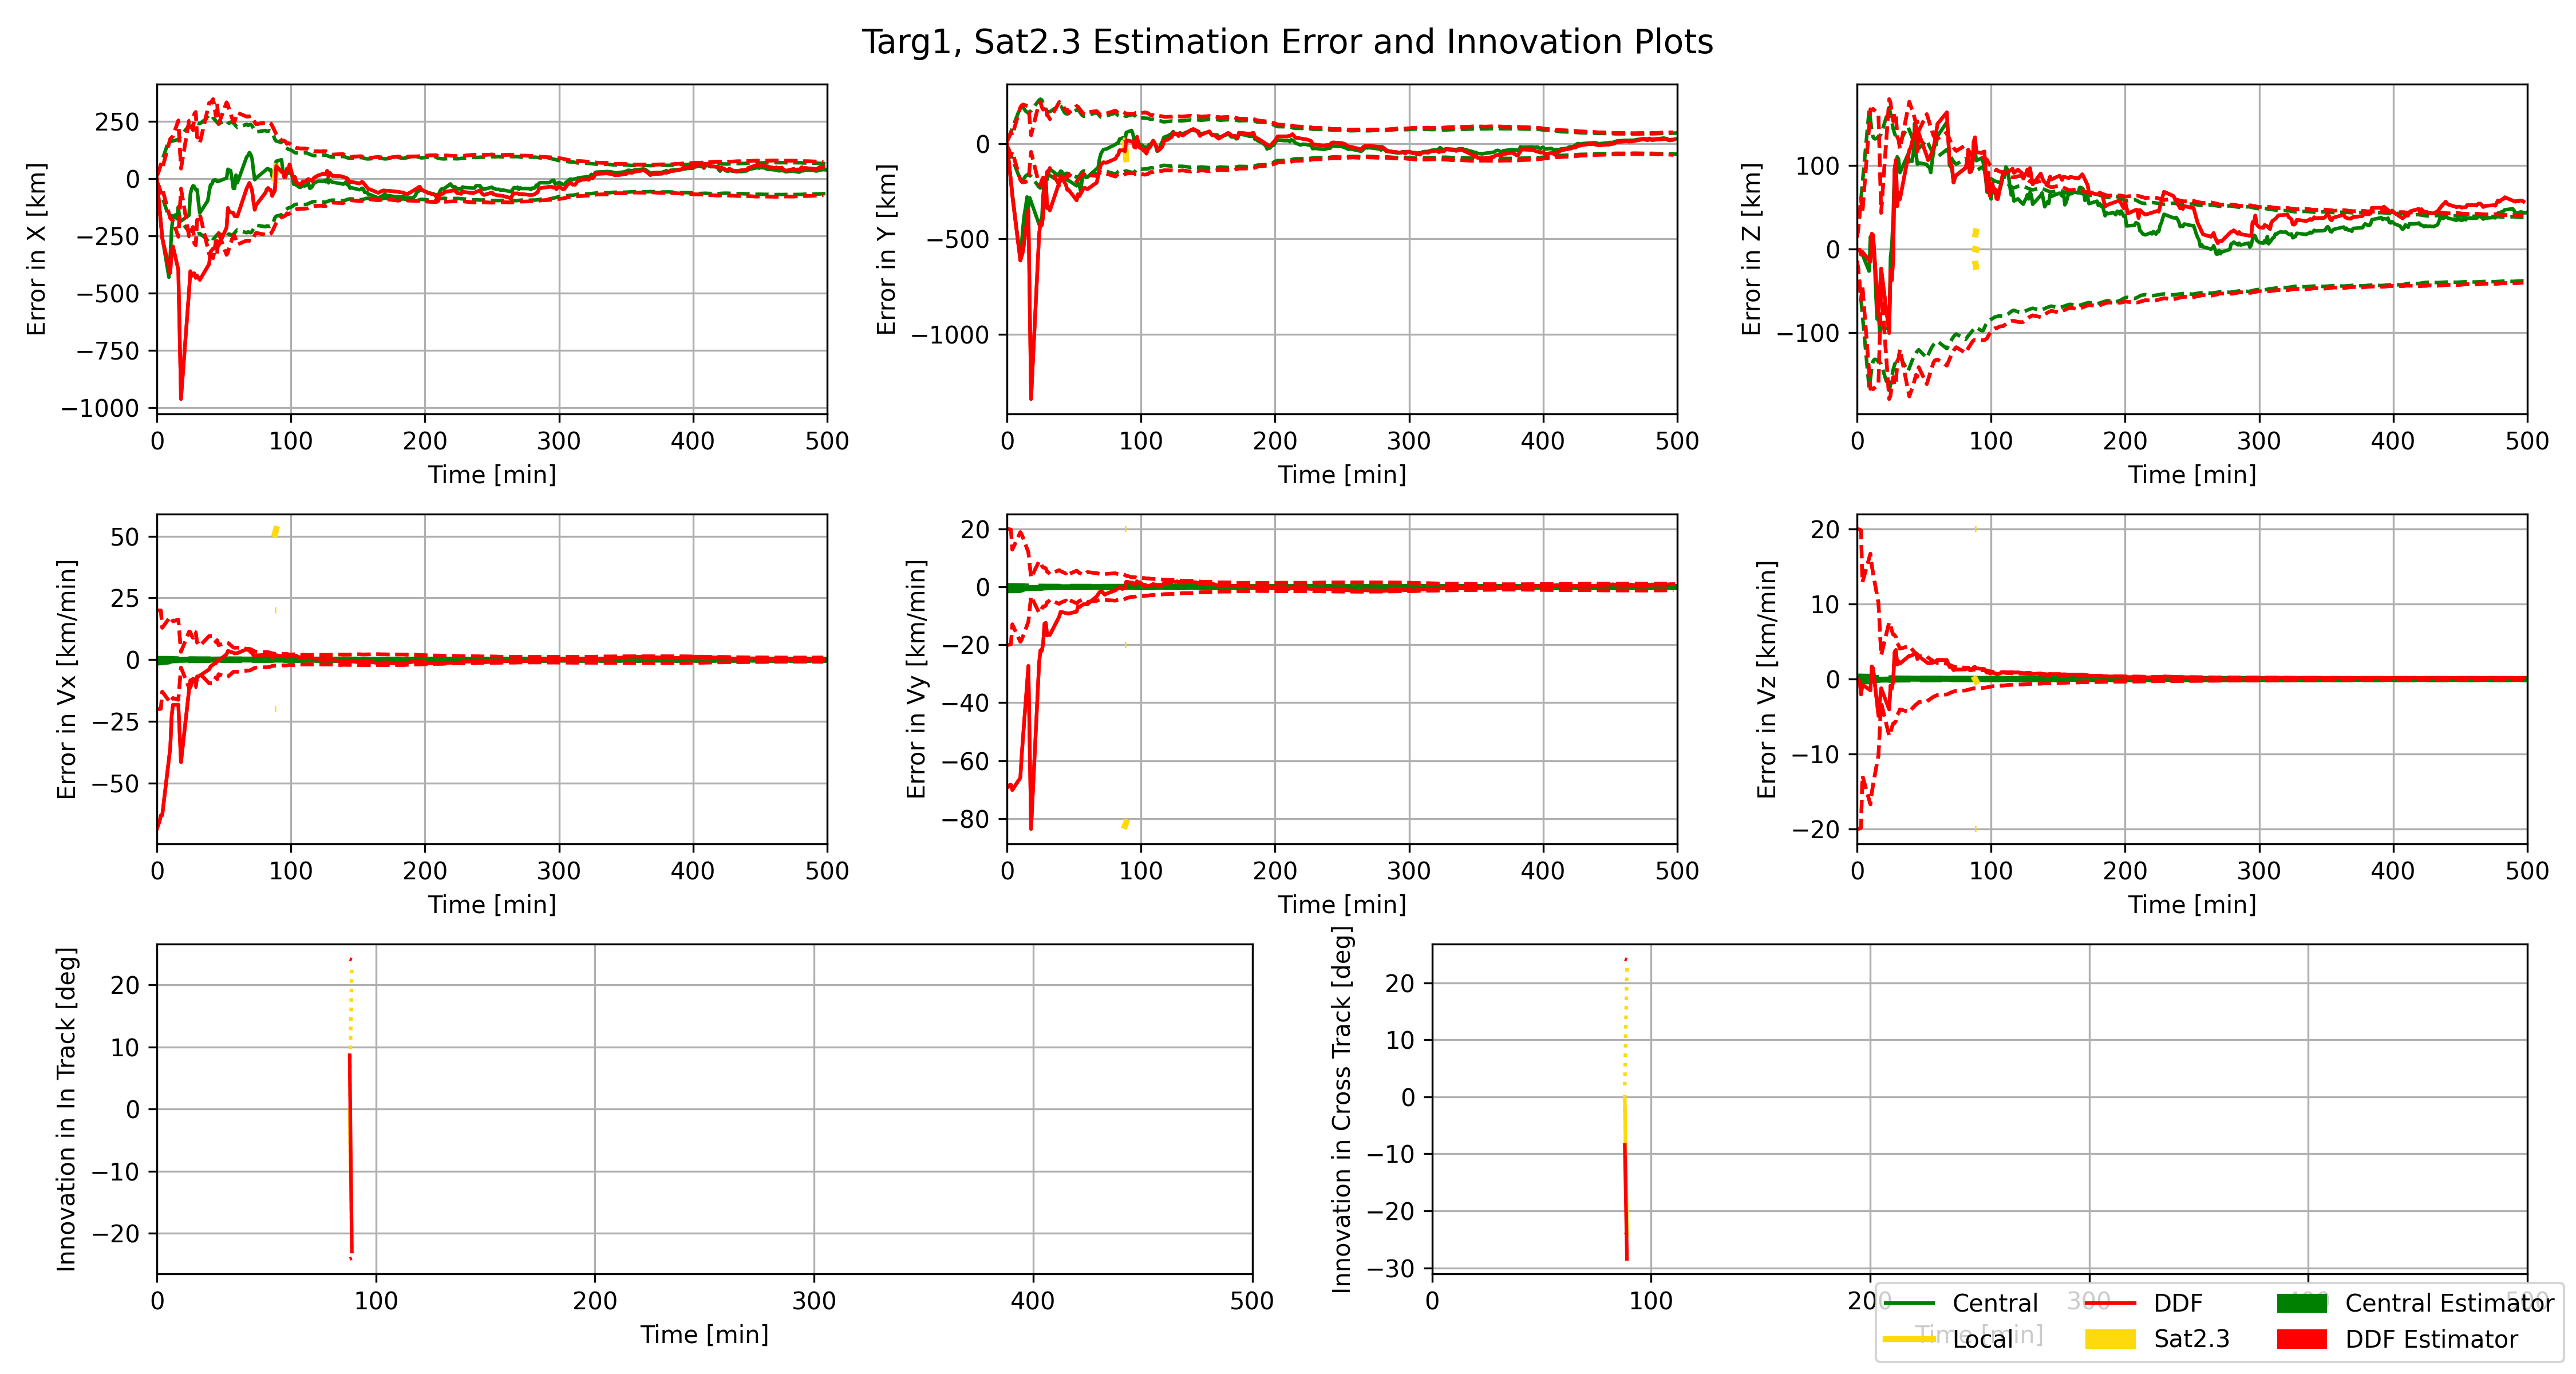 Targ1, Sat2.3 Estimation Error and Innovation Plots
Error in X [km]
250
0
−250
−500
−750
−1000
0 100 200 300 400 500
Time [min]
Error in Y [km]
0
−500
−1000
0 100 200 300 400 500
Time [min]
Error in Z [km]
100
0
−100
0 100 200 300 400 500
Time [min]
Error in Vx [km/min]
50
25
0
−25
−50
0 100 200 300 400 500
Time [min]
Error in Vy [km/min]
20
0
−20
−40
−60
−80
0 100 200 300 400 500
Time [min]
Error in Vz [km/min]
20
10
0
−10
−20
0 100 200 300 400 500
Time [min]
Innovation in In Track [deg]
20
10
0
−10
−20
0 100 200 300 400 500
Time [min]
Innovation in Cross Track [deg]
20
10
0
−10
−20
−30
0 100 200 300 400 500
Time [min]
Central DDF Central Estimator
Local Sat2.3 DDF Estimator